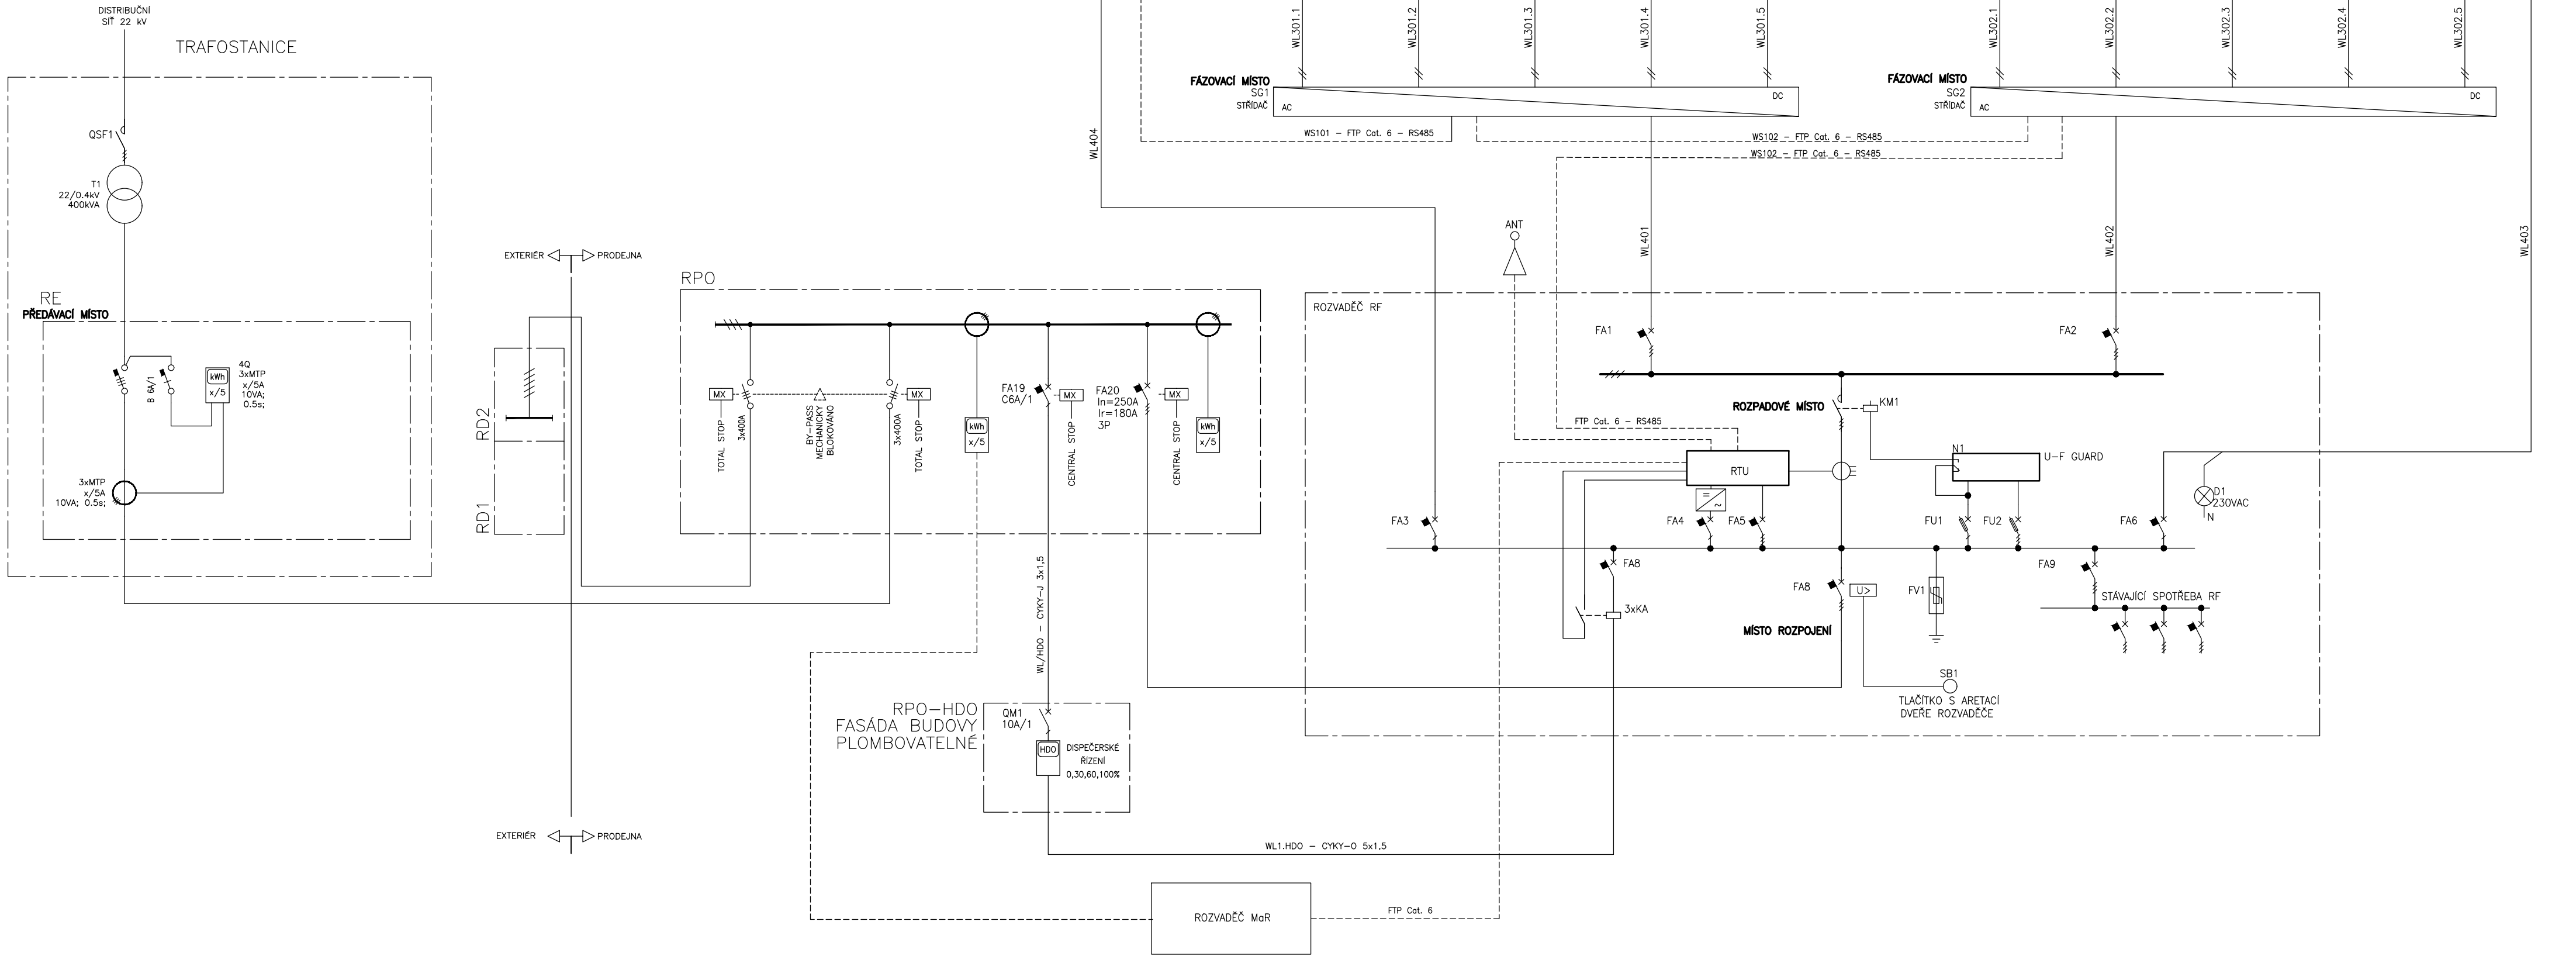 DISTRIBUČNÍ
SÍŤ 22 kV
TRAFOSTANICE
QSF1
T1
22/0.4kV
400kVA
RE
PŘEDÁVACÍ MÍSTO
B 6A/1
kWh
x/5
4Q
3xMTP
x/5A
10VA;
0.5s;
3xMTP
x/5A
10VA; 0.5s;
EXTERIÉR
PRODEJNA
RD2
RD1
EXTERIÉR
PRODEJNA
RPO
MX
TOTAL STOP
3x400A
BY-PASS
MECHANICKY
BLOKOVÁNO
3x400A
MX
TOTAL STOP
kWh
x/5
FA19
C6A/1
MX
CENTRAL STOP
FA20
In=250A
Ir=180A
3P
MX
CENTRAL STOP
kWh
x/5
WL/HDO - CYKY-J 3x1,5
RPO-HDO
FASÁDA BUDOVY
PLOMBOVATELNÉ
QM1
10A/1
HDO
DISPEČERSKÉ
ŘÍZENÍ
0,30,60,100%
WL1.HDO - CYKY-O 5x1,5
ROZVADĚČ MaR
FTP Cat. 6
WL404
WL301.1
WL301.2
WL301.3
WL301.4
WL301.5
FÁZOVACÍ MÍSTO
SG1
STŘÍDAČ
AC
DC
WS101 - FTP Cat. 6 - RS485
WL302.1
WL302.2
WL302.3
WL302.4
WL302.5
FÁZOVACÍ MÍSTO
SG2
STŘÍDAČ
AC
DC
WS102 - FTP Cat. 6 - RS485
WS102 - FTP Cat. 6 - RS485
ANT
WL401
WL402
WL403
ROZVADĚČ RF
FA1
FA2
ROZPADOVÉ MÍSTO
KM1
FTP Cat. 6 - RS485
RTU
=
~
N1
U-F GUARD
D1
230VAC
N
FA3
FA4
FA5
FU1
FU2
FA6
FA8
3xKA
FA8
U>
FV1
FA9
STÁVAJÍCÍ SPOTŘEBA RF
MÍSTO ROZPOJENÍ
SB1
TLAČÍTKO S ARETACÍ
DVEŘE ROZVADĚČE